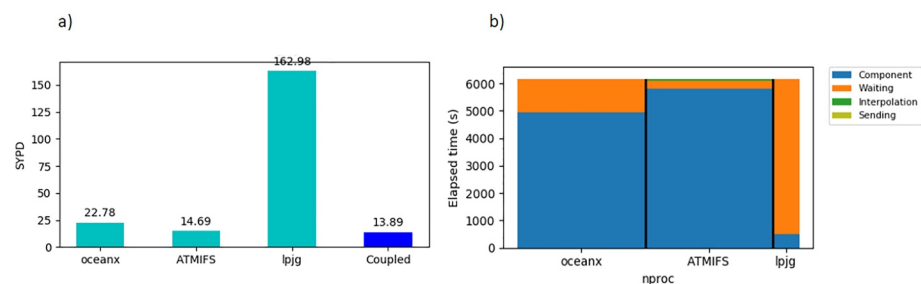 a)
162.98
150
125
100
75
50
25
0
SYPD
22.78
14.69
13.89
oceanx
ATMIFS
lpjg
Coupled
b)
6000
5000
4000
3000
2000
1000
0
Elapsed time (s)
oceanx
ATMIFS
lpjg
nproc
Component
Waiting
Interpolation
Sending